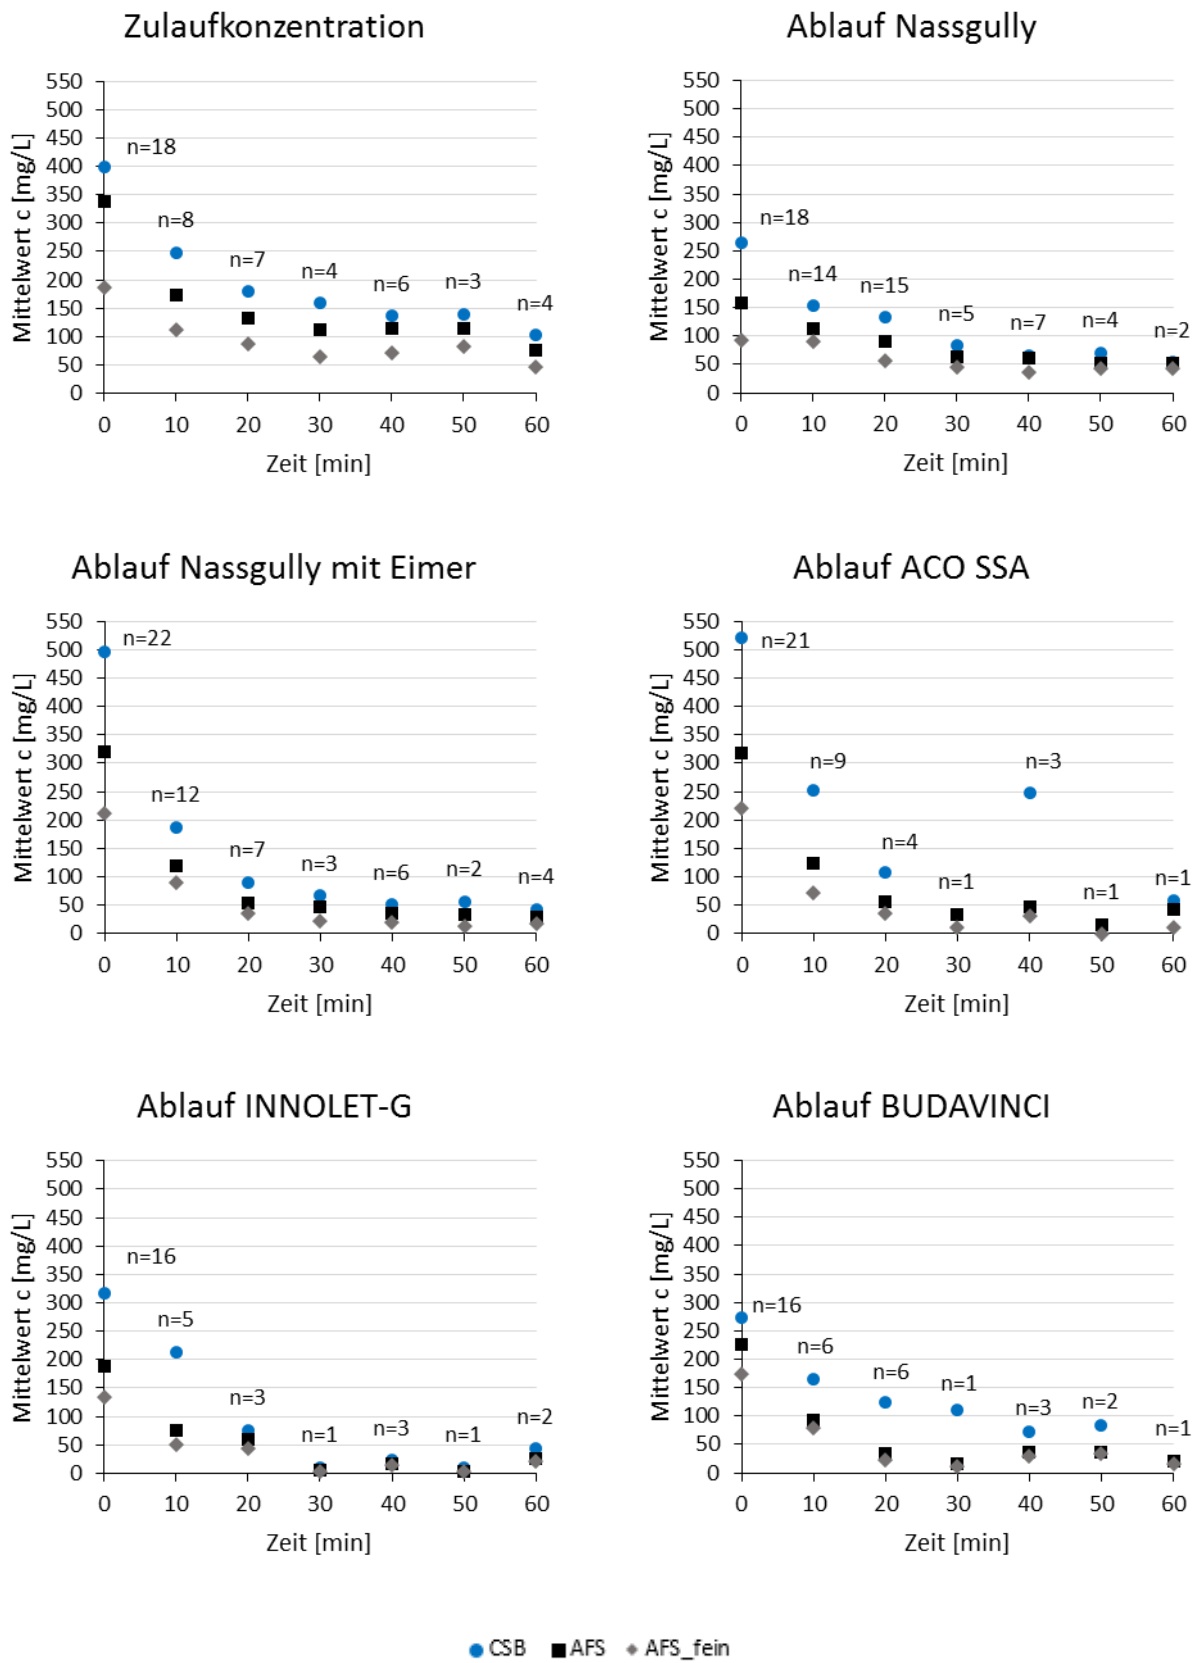 Zulaufkonzentration
Mittelwert c [mg/L]
550
500
450
400
350
300
250
200
150
100
50
0
n=18
n=8
n=7
n=4
n=6
n=3
n=4
0 10 20 30 40 50 60
Zeit [min]
Ablauf Nassgully
Mittelwert c [mg/L]
550
500
450
400
350
300
250
200
150
100
50
0
n=18
n=14
n=15
n=5
n=7
n=4
n=2
0 10 20 30 40 50 60
Zeit [min]
Ablauf Nassgully mit Eimer
Mittelwert c [mg/L]
550
500
450
400
350
300
250
200
150
100
50
0
n=22
n=12
n=7
n=3
n=6
n=2
n=4
0 10 20 30 40 50 60
Zeit [min]
Ablauf ACO SSA
Mittelwert c [mg/L]
550
500
450
400
350
300
250
200
150
100
50
0
n=21
n=9
n=4
n=1
n=3
n=1
n=1
0 10 20 30 40 50 60
Zeit [min]
Ablauf INNOLET-G
Mittelwert c [mg/L]
550
500
450
400
350
300
250
200
150
100
50
0
n=16
n=5
n=3
n=1
n=3
n=1
n=2
0 10 20 30 40 50 60
Zeit [min]
Ablauf BUDAVINCI
Mittelwert c [mg/L]
550
500
450
400
350
300
250
200
150
100
50
0
n=16
n=6
n=6
n=1
n=3
n=2
n=1
0 10 20 30 40 50 60
Zeit [min]
CSB AFS AFS_fein